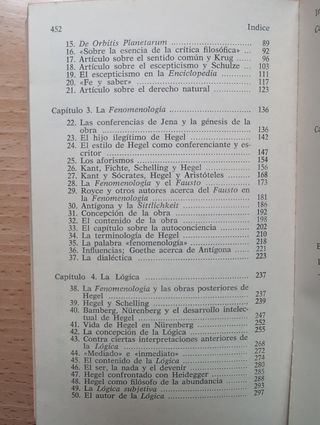 452 Indice
15. De Orbitis Planetarum 89
16. «Sobre la esencia de la crítica filosófica» ... 92
17. Artículo sobre el sentido común y Krug ... 96
18. Artículo sobre el escepticismo y Schulze ... 103
19. El escepticismo en la Enciclopedia 111
20. «Fe y saber» 117
21. Artículo sobre el derecho natural 123
Capítulo 3. La Fenomenología 136
22. Las conferencias de Jena y la génesis de la
obra 136
23. El hijo ilegítimo de Hegel 142
24. El estilo de Hegel como conferenciante y es-
critor 147
25. Los aforismos 154
26. Kant, Fichte, Schelling y Hegel 156
27. Kant y Sócrates, Hegel y Aristóteles 168
28. La Fenomenología y el Fausto 173
29. Royce y otros autores acerca del Fausto en
la Fenomenología 181
30. Antígona y la Sittlichkeit 186
31. Concepción de la obra 192
32. El contenido de la obra 198
33. El capítulo sobre la autoconciencia 202
34. La terminología de Hegel 210
35. La palabra «fenomenología» 218
36. Influencias; Goethe acerca de Antígona 221
37. La dialéctica 223
Capítulo 4. La Lógica 237
38. La Fenomenología y las obras posteriores de
Hegel 237
39. Hegel y Schelling 239
40. Bamberg, Nürenberg y el desarrollo intelec-
tual de Hegel 247
41. Vida de Hegel en Nürenberg 252
42. La concepción de la Lógica 255
43. Contra ciertas interpretaciones anteriores de
la Lógica 268
44. «Mediado» e «inmediato» 272
45. El contenido de la Lógica 274
46. El ser, la nada y el devenir 280
47. Hegel confrontado con Heidegger 285
48. Hegel como filósofo de la abundancia 288
49. La Lógica subjetiva 293
50. El autor de la Lógica 297